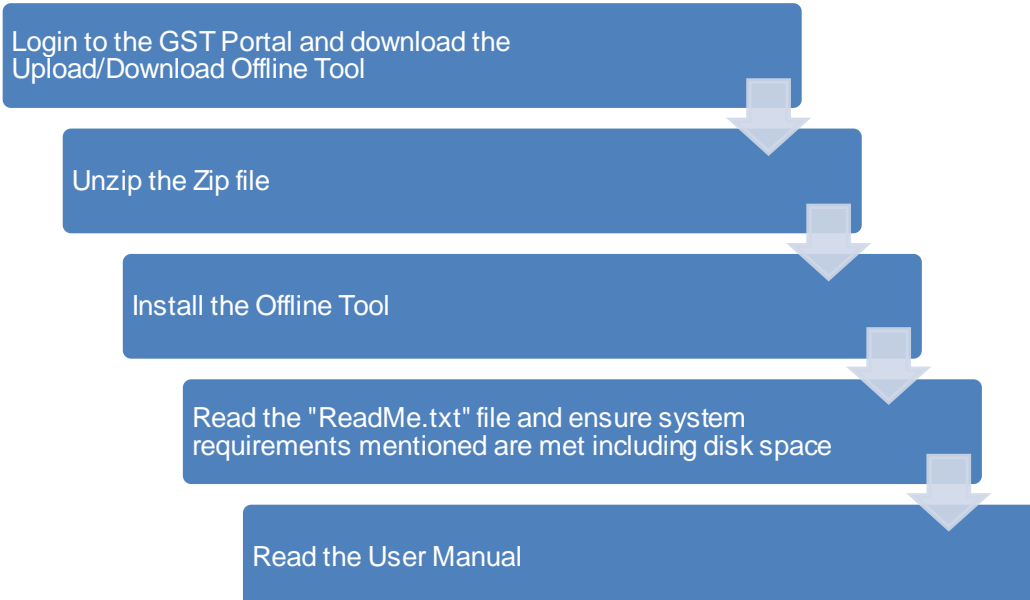 Login to the GST Portal and download the
Upload/Download Offline Tool
Unzip the Zip file
Install the Offline Tool
Read the "ReadMe.txt" file and ensure system
requirements mentioned are met including disk space
Read the User Manual